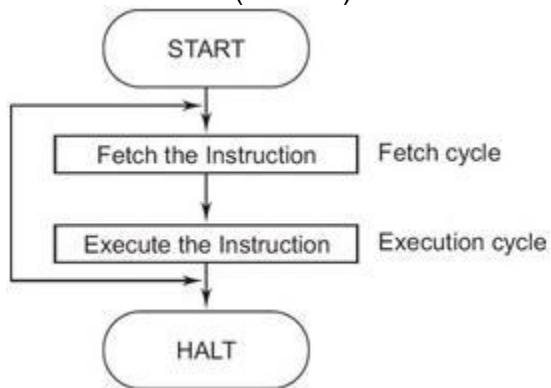 START
Fetch the Instruction Fetch cycle
Execute the Instruction Execution cycle
HALT